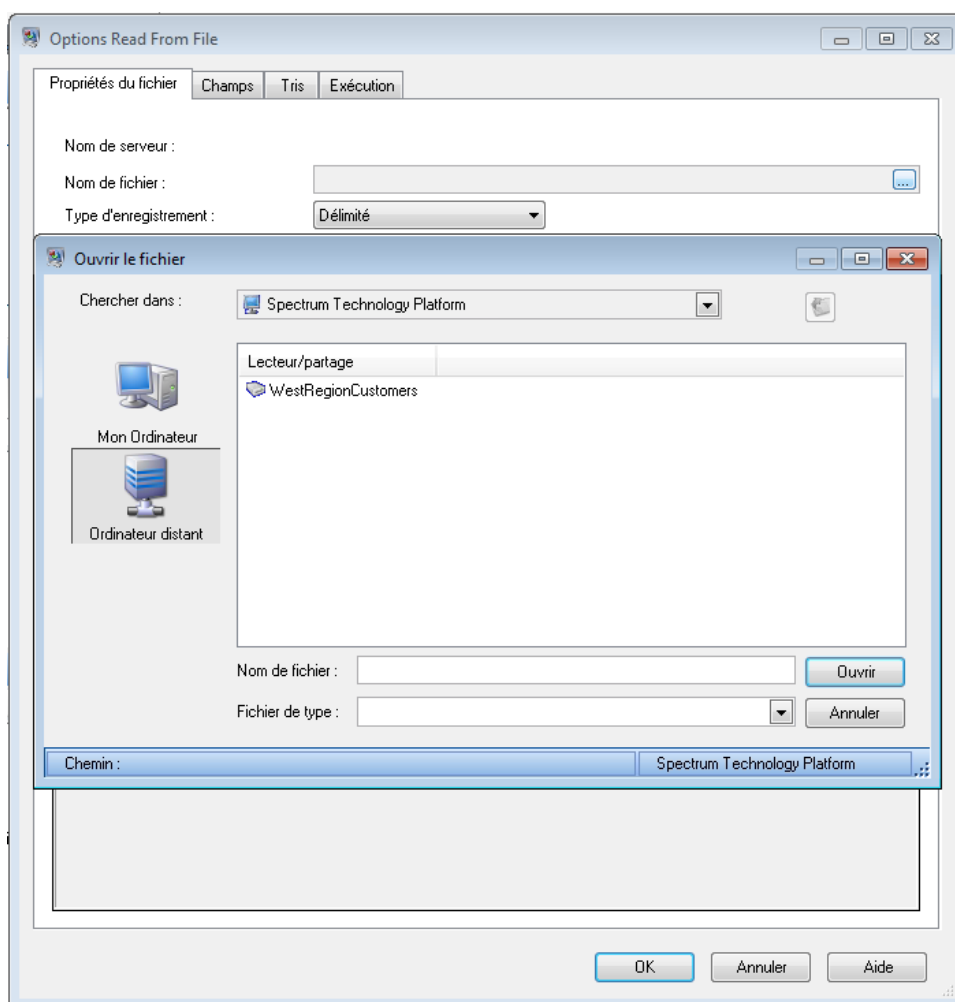 Options Read From File
Propriétés du fichier Champs Tris Exécution
Nom de serveur :
Nom de fichier : ...
Type d'enregistrement : Délimité
Ouvrir le fichier
Chercher dans : Spectrum Technology Platform
Lecteur/partage
WestRegionCustomers
Mon Ordinateur
Ordinateur distant
Nom de fichier : Ouvrir
Fichier de type : Annuler
Chemin : Spectrum Technology Platform
OK Annuler Aide